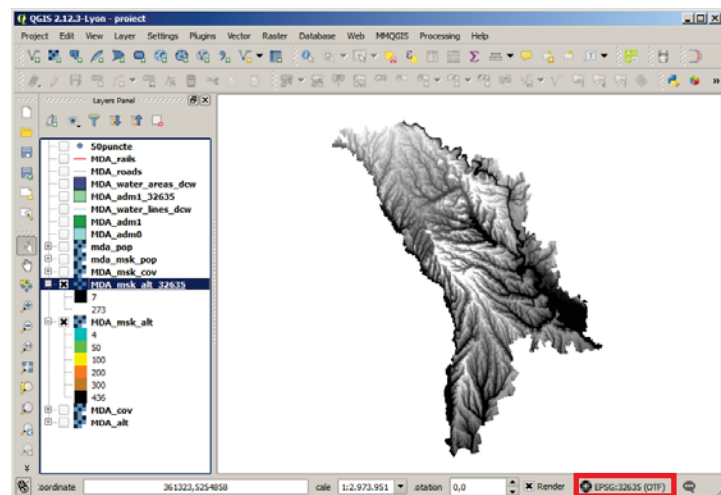 QGIS 2.12.3-Lyon - proiect
Project Edit View Layer Settings Plugins Vector Raster Database Web MMQGIS Processing Help
Layers Panel
50puncte
MDA_rails
MDA_roads
MDA_water_areas_dcw
MDA_adm1_32635
MDA_water_lines_dcw
MDA_adm1
MDA_adm0
mda_pop
mda_msk_pop
MDA_msk_cov
MDA_msk_alt_32635
7
273
MDA_msk_alt
4
50
100
200
300
436
MDA_cov
MDA_alt
oordinate 361323,5254858 cale 1:2.973.951 otation 0,0 Render EPSG:32635 (OTF)